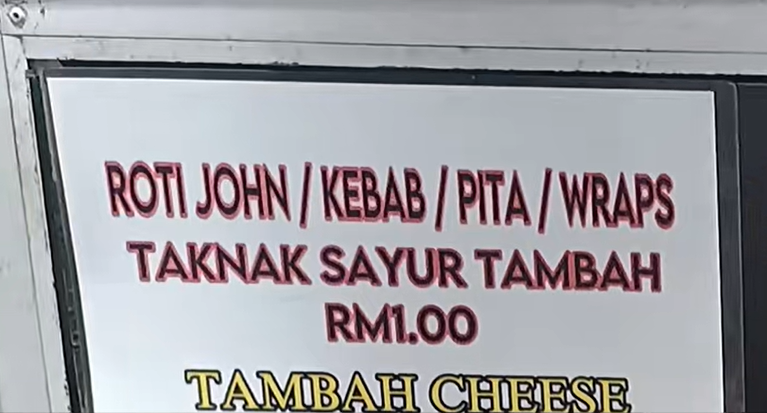 ROTI JOHN / KEBAB / PITA / WRAPS
TAKNAK SAYUR TAMBAH
RM1.00
TAMBAH CHEESE